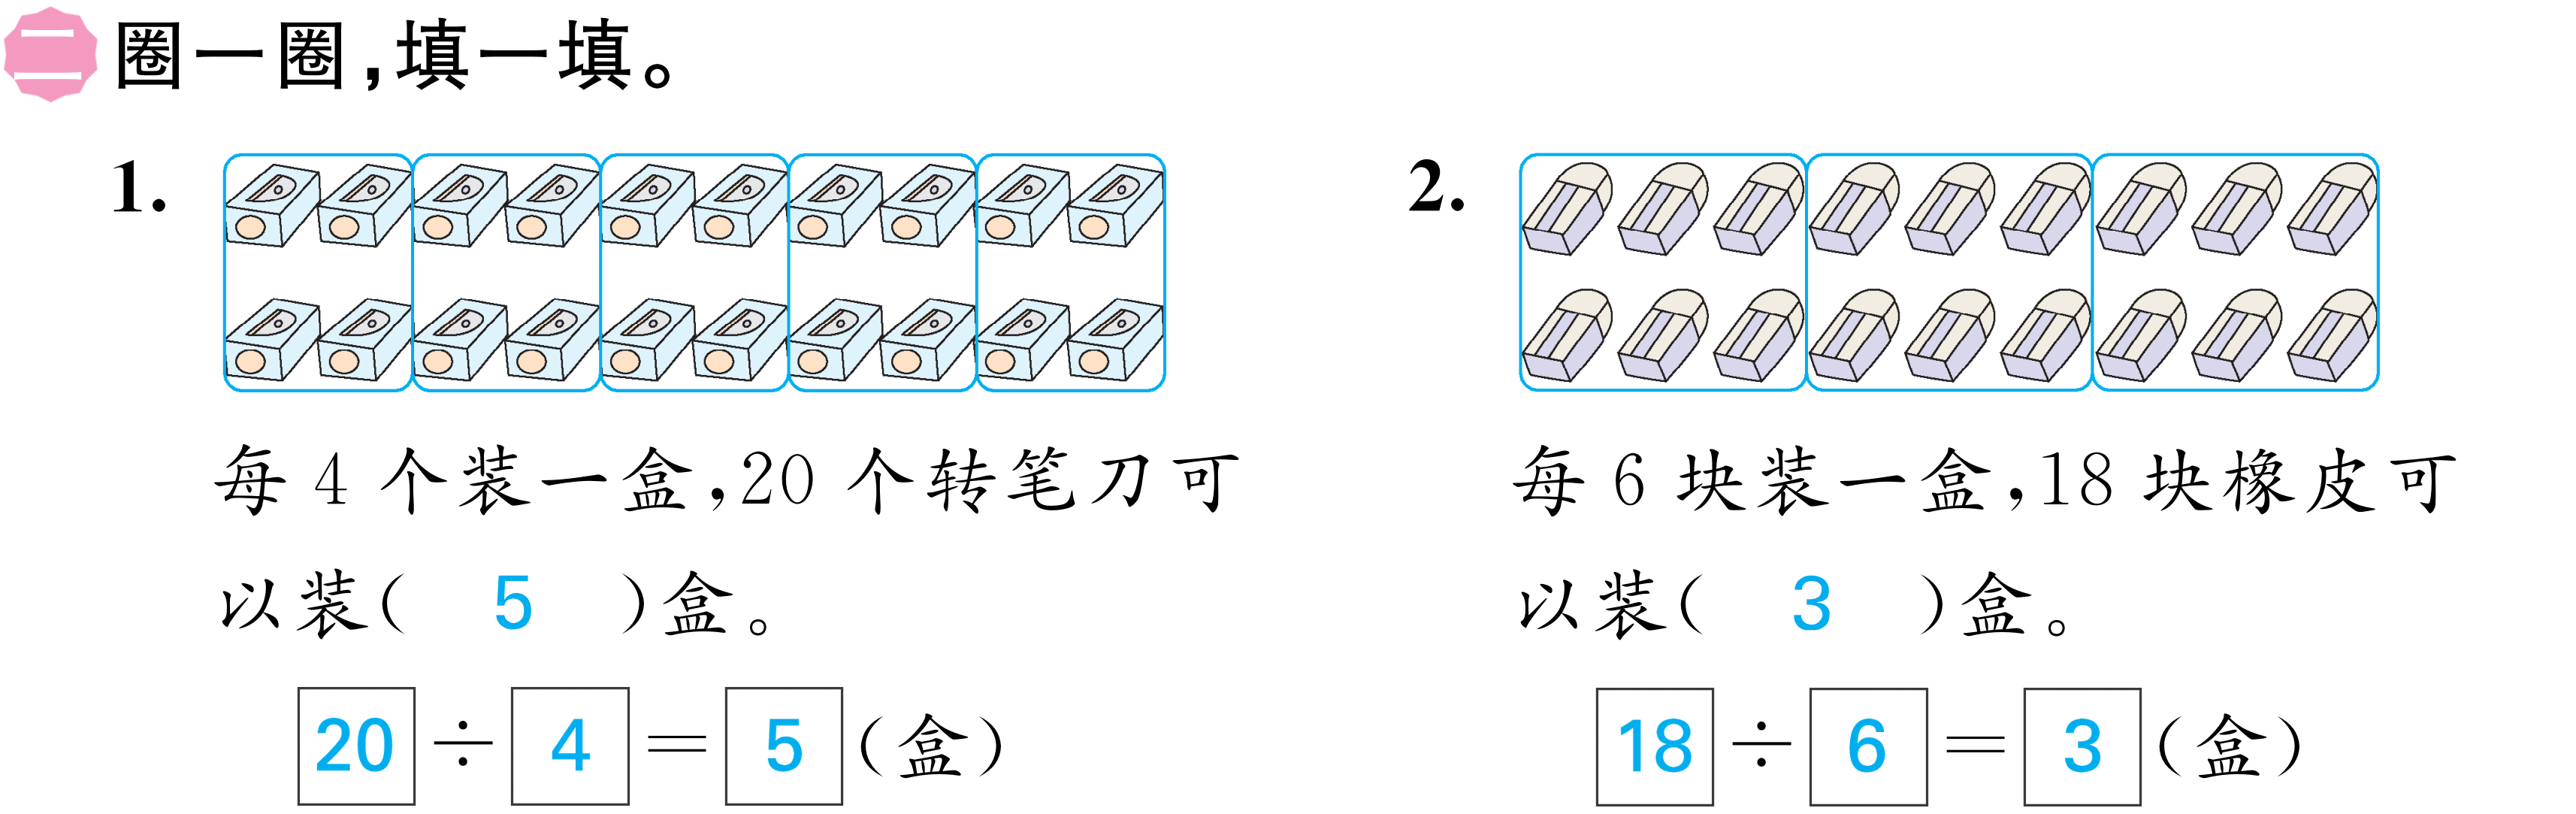 二 圈一圈,填一填。
1.
每 4 个装一盒,20 个转笔刀可
以装( 5 )盒。
20 ÷ 4 = 5 (盒)
2.
每 6 块装一盒,18 块橡皮可
以装( 3 )盒。
18 ÷ 6 = 3 (盒)